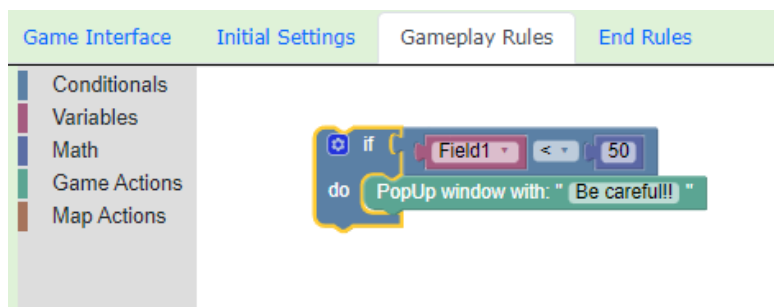 Game Interface Initial Settings Gameplay Rules End Rules
Conditionals
Variables
Math
Game Actions
Map Actions
if Field1 < 50
do PopUp window with: " Be careful!! "